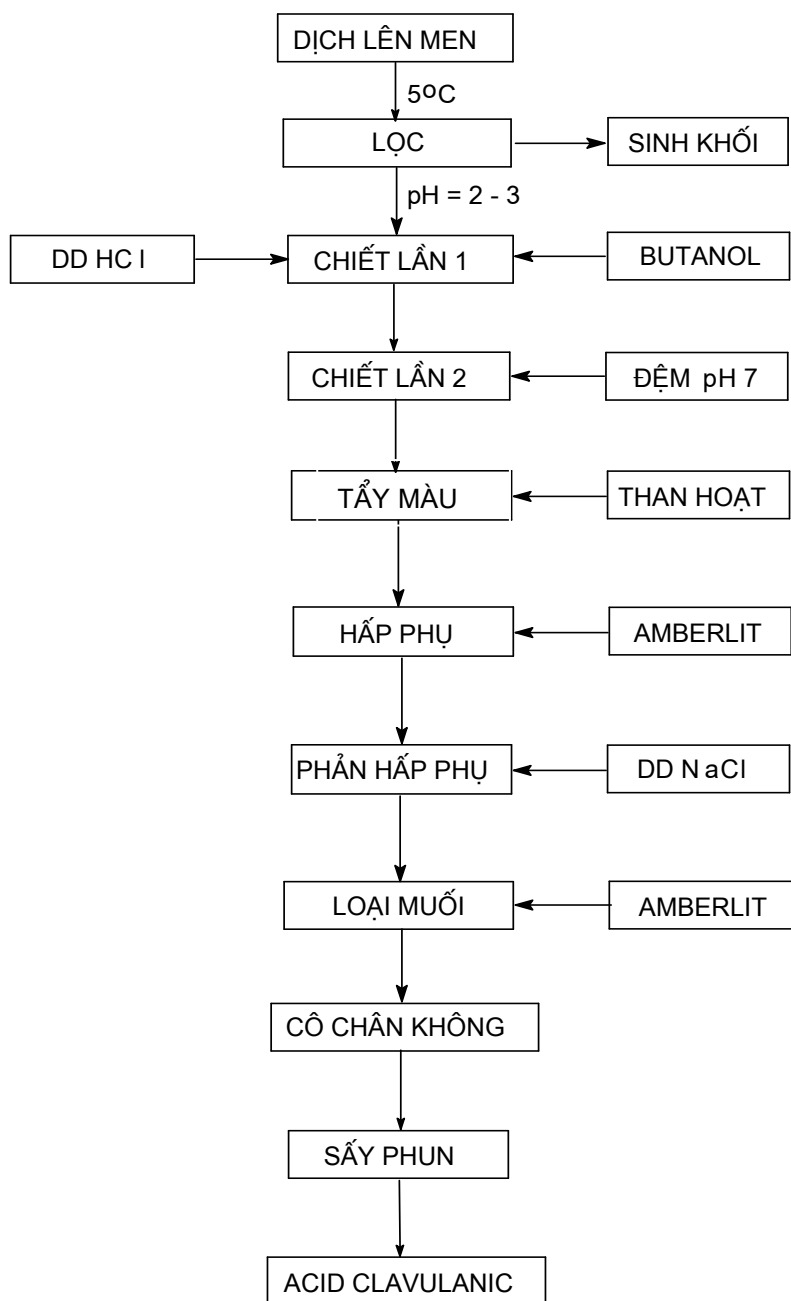 DỊCH LÊN MEN
5ºC
LỌC
SINH KHỐI
pH = 2 - 3
DD HC l
CHIẾT LẦN 1
BUTANOL
CHIẾT LẦN 2
ĐỆM pH 7
TẨY MÀU
THAN HOẠT
HẤP PHỤ
AMBERLIT
PHẢN HẤP PHỤ
DD N aCl
LOẠI MUỐI
AMBERLIT
CÔ CHÂN KHÔNG
SẤY PHUN
ACID CLAVULANIC